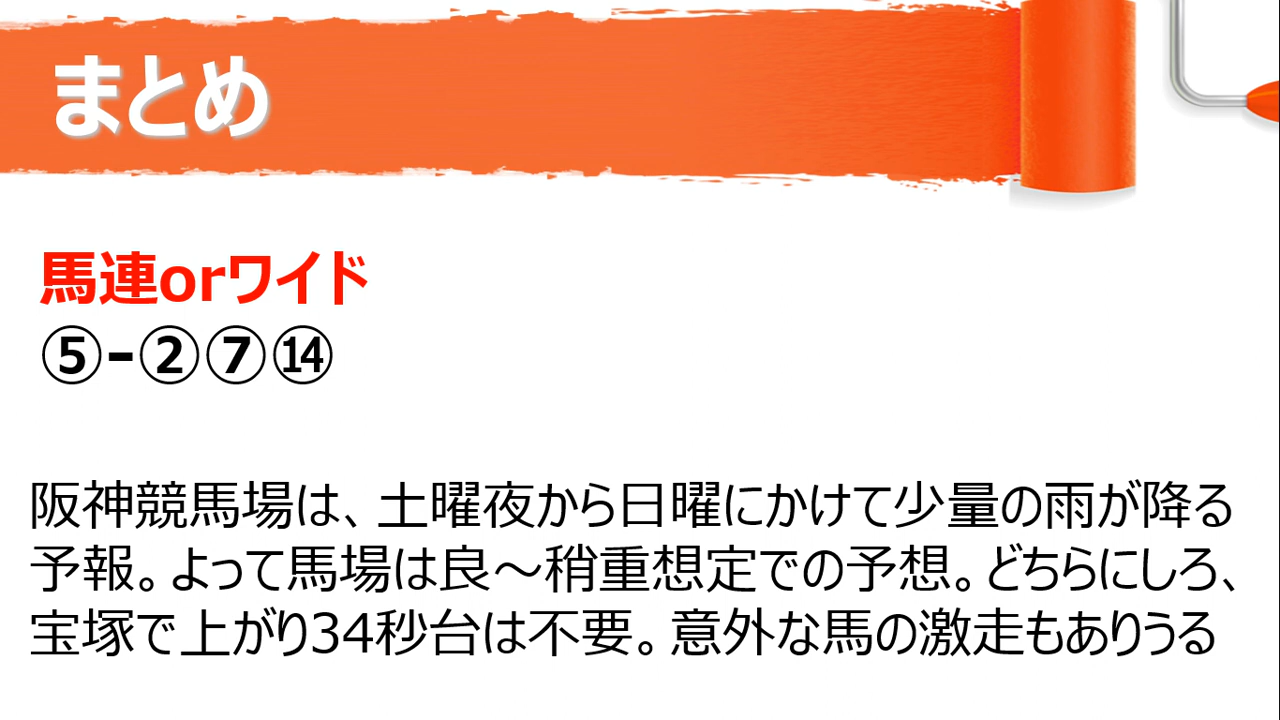 まとめ
馬連orワイド
⑤-②⑦⑭
阪神競馬場は、土曜夜から日曜にかけて少量の雨が降る
予報。よって馬場は良～稍重想定での予想。どちらにしろ、
宝塚で上がり34秒台は不要。意外な馬の激走もありうる